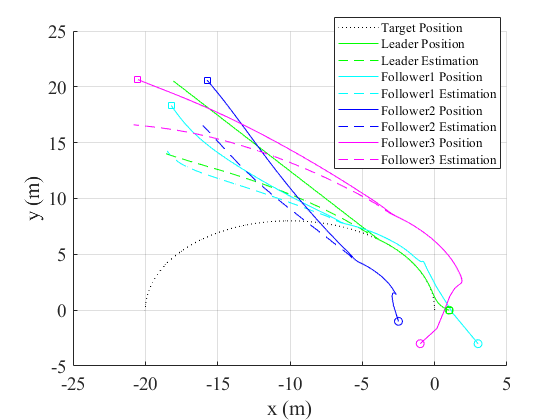 25
20
15
10
5
0
-5
y (m)
-25
-20
-15
-10
-5
0
5
x (m)
Target Position
Leader Position
Leader Estimation
Follower1 Position
Follower1 Estimation
Follower2 Position
Follower2 Estimation
Follower3 Position
Follower3 Estimation